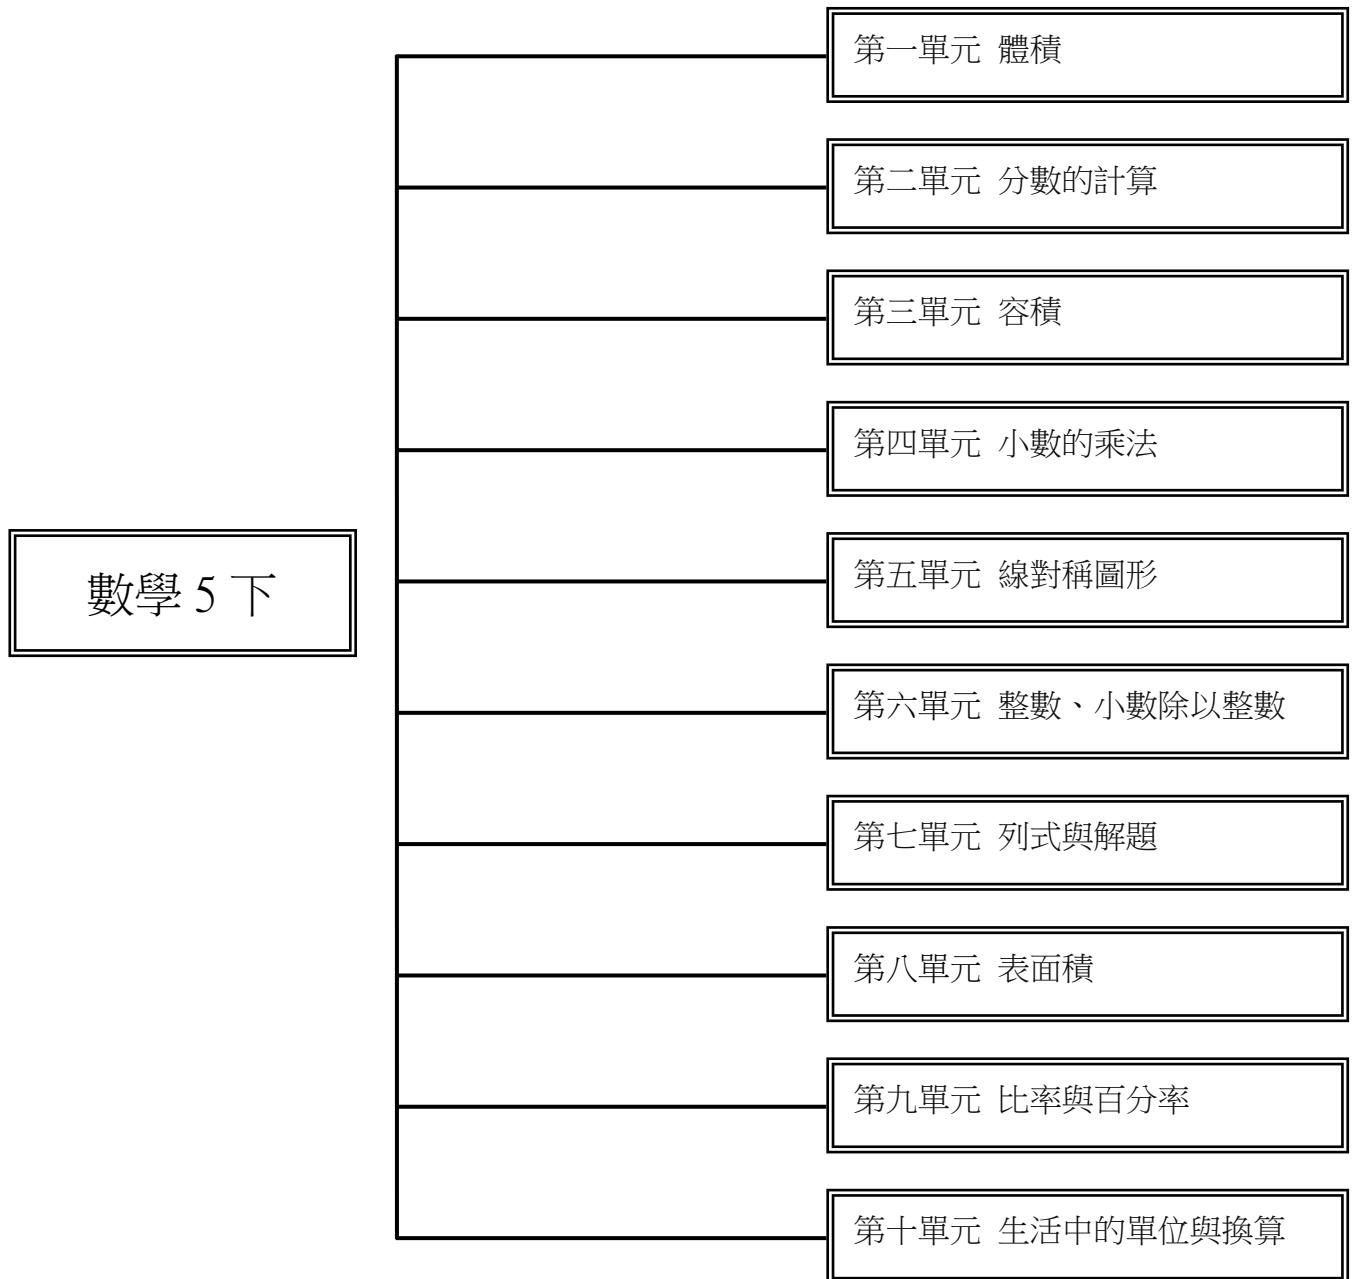 第一單元 體積
第二單元 分數的計算
第三單元 容積
第四單元 小數的乘法
數學 5 下
第五單元 線對稱圖形
第六單元 整數、小數除以整數
第七單元 列式與解題
第八單元 表面積
第九單元 比率與百分率
第十單元 生活中的單位與換算